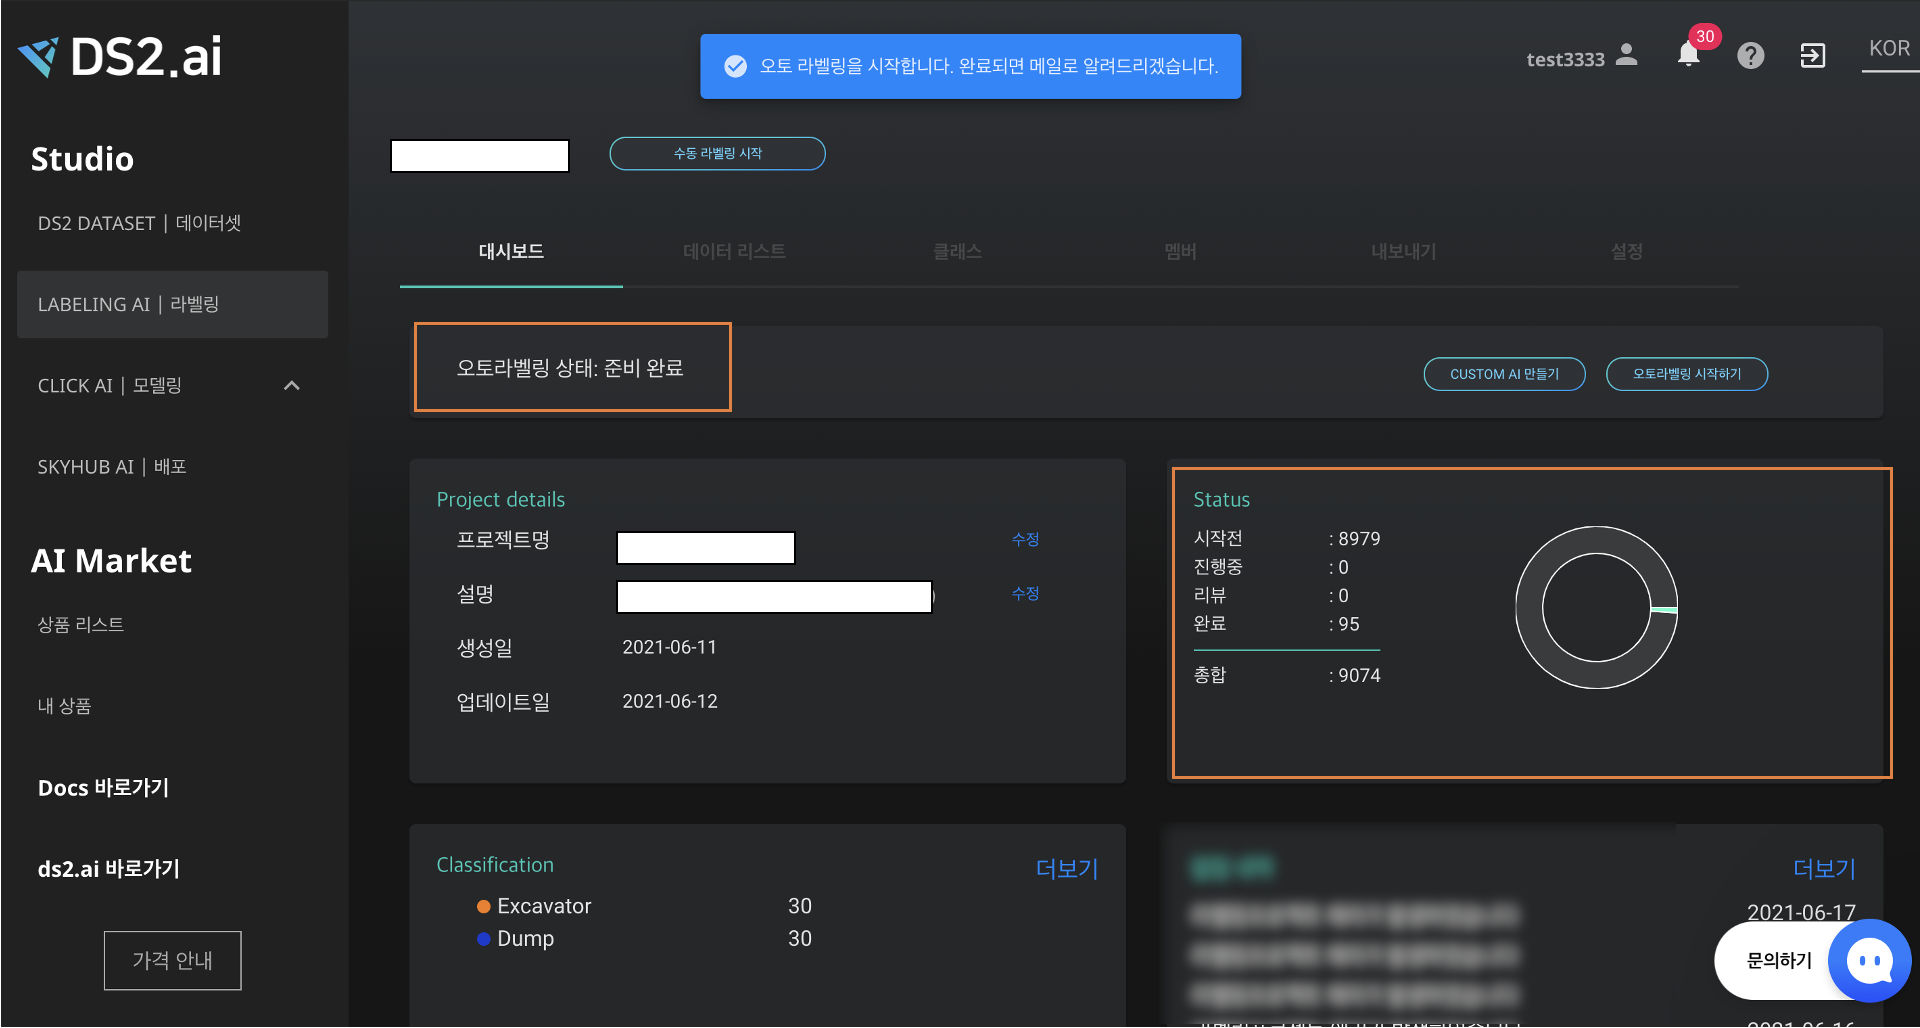 DS2.ai
오토 라벨링을 시작합니다. 완료되면 메일로 알려드리겠습니다.
test3333
30
KOR
Studio
DS2 DATASET | 데이터셋
LABELING AI | 라벨링
CLICK AI | 모델링
SKYHUB AI | 배포
AI Market
상품 리스트
내 상품
Docs 바로가기
ds2.ai 바로가기
가격 안내
수동 라벨링 시작
대시보드 데이터 리스트 클래스 멤버 내보내기 설정
오토라벨링 상태: 준비 완료
CUSTOM AI 만들기
오토라벨링 시작하기
Project details
프로젝트명 수정
설명 수정
생성일 2021-06-11
업데이트일 2021-06-12
Status
시작전 : 8979
진행중 : 0
리뷰 : 0
완료 : 95
총합 : 9074
Classification 더보기
Excavator 30
Dump 30
더보기
2021-06-17
문의하기